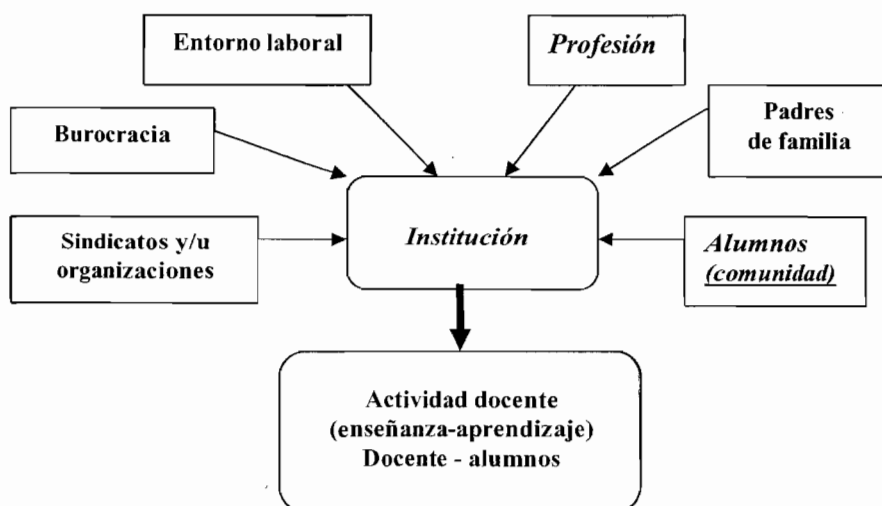 Entorno laboral
Profesión
Burocracia
Padres
de familia
Sindicatos y/u
organizaciones
Institución
Alumnos
(comunidad)
Actividad docente
(enseñanza-aprendizaje)
Docente - alumnos